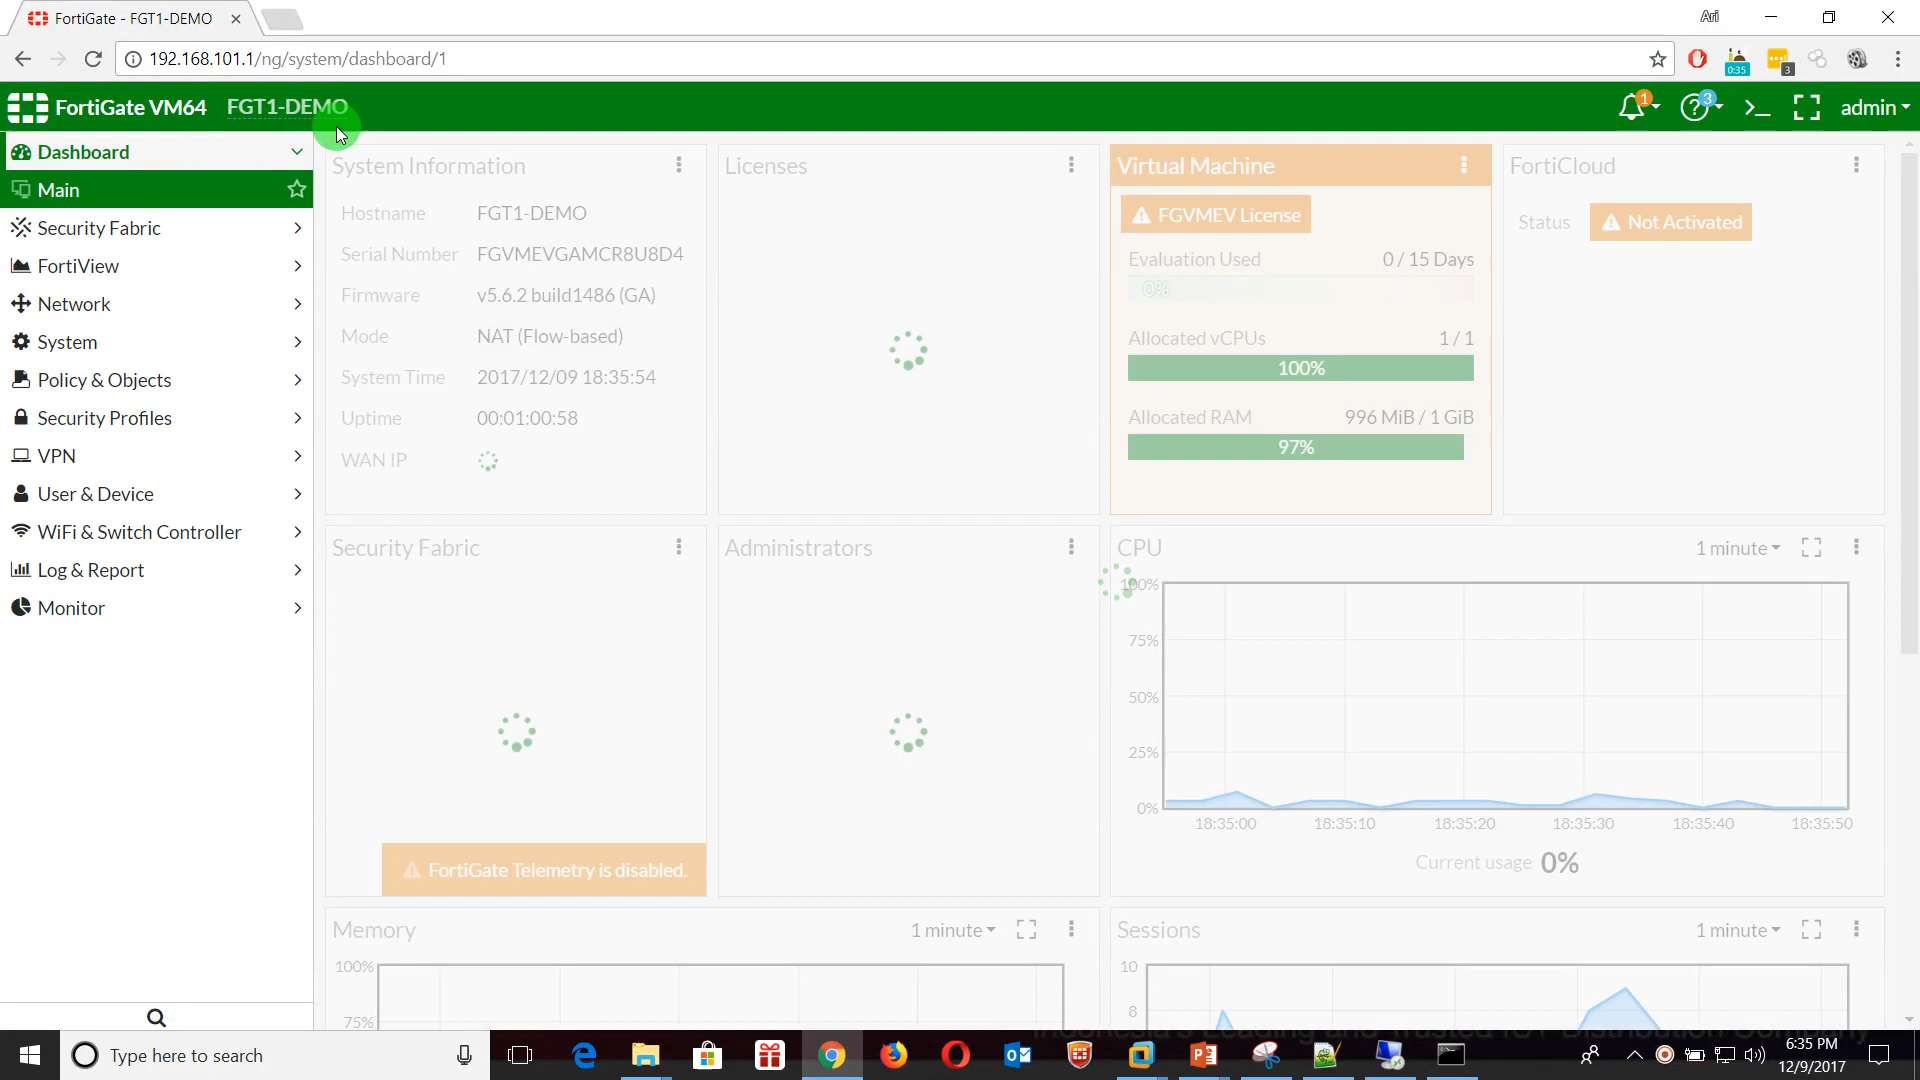 FortiGate - FGT1-DEMO
Ari
192.168.101.1/ng/system/dashboard/1
0:35
3
FortiGate VM64 FGT1-DEMO
1
3
admin
Dashboard
Main
Security Fabric
FortiView
Network
System
Policy & Objects
Security Profiles
VPN
User & Device
WiFi & Switch Controller
Log & Report
Monitor
System Information
Hostname FGT1-DEMO
Serial Number FGVMEVGAMCR8U8D4
Firmware v5.6.2 build1486 (GA)
Mode NAT (Flow-based)
System Time 2017/12/09 18:35:54
Uptime 00:01:00:58
WAN IP
Licenses
Virtual Machine
FGVMEV License
Evaluation Used 0 / 15 Days
0%
Allocated vCPUs 1 / 1
100%
Allocated RAM 996 MiB / 1 GiB
97%
FortiCloud
Status Not Activated
Security Fabric
FortiGate Telemetry is disabled.
Administrators
CPU 1 minute
100%
75%
50%
25%
0%
18:35:00 18:35:10 18:35:20 18:35:30 18:35:40 18:35:50
Current usage 0%
Memory 1 minute
100%
75%
Sessions 1 minute
10
8
Type here to search
6:35 PM
12/9/2017